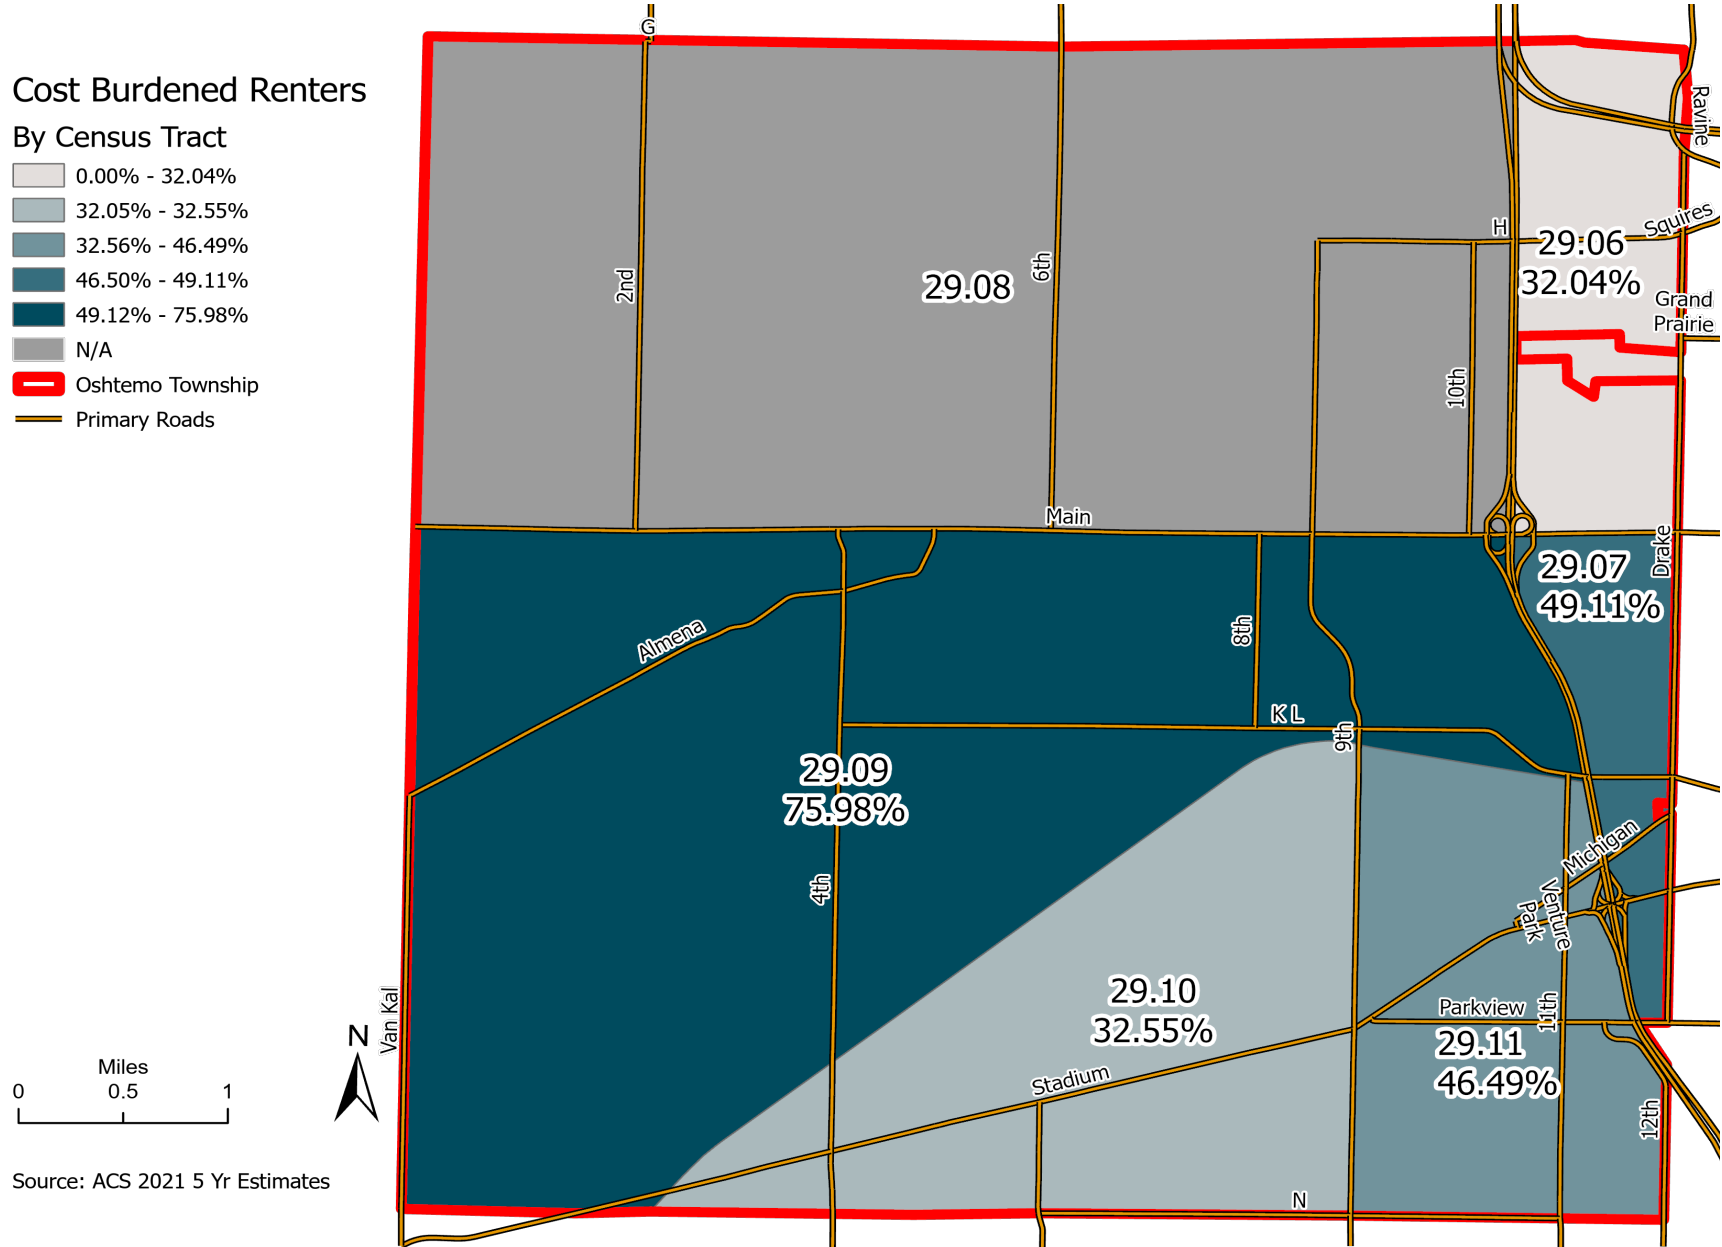 Cost Burdened Renters
By Census Tract
0.00% - 32.04%
32.05% - 32.55%
32.56% - 46.49%
46.50% - 49.11%
49.12% - 75.98%
N/A
Oshtemo Township
Primary Roads
G
Ravine
2nd
6th
H
Squires
29.08
29.06
32.04%
Grand
Prairie
10th
Main
Drake
29.07
49.11%
Almena
8th
K L
9th
29.09
75.98%
4th
Michigan
Venture
Park
29.10
32.55%
Van Kal
Parkview
11th
29.11
46.49%
Stadium
12th
N
N
Miles
0 0.5 1
Source: ACS 2021 5 Yr Estimates